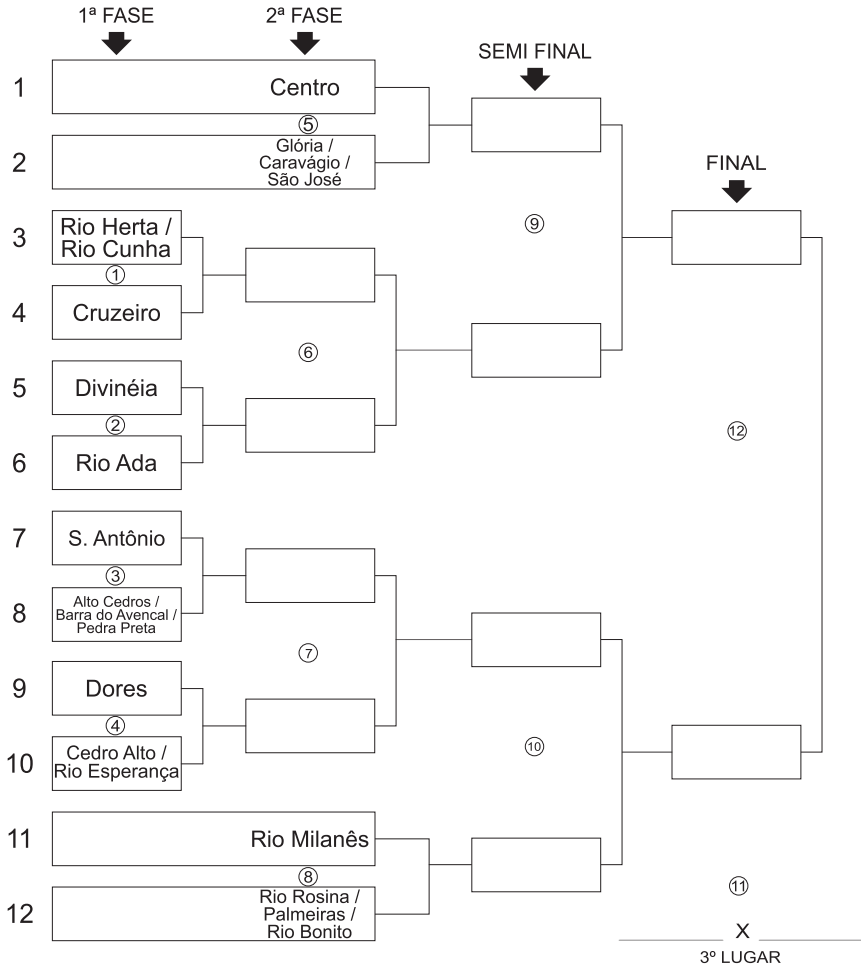 1ª FASE
2ª FASE
SEMI FINAL
FINAL
1
Centro
⑤
2
Glória /
Caravágio /
São José
3
Rio Herta /
Rio Cunha
①
4
Cruzeiro
⑥
⑨
5
Divinéia
②
6
Rio Ada
⑫
7
S. Antônio
③
8
Alto Cedros /
Barra do Avencal /
Pedra Preta
⑦
9
Dores
④
10
Cedro Alto /
Rio Esperança
⑩
11
Rio Milanês
⑧
12
Rio Rosina /
Palmeiras /
Rio Bonito
⑪
X
3º LUGAR